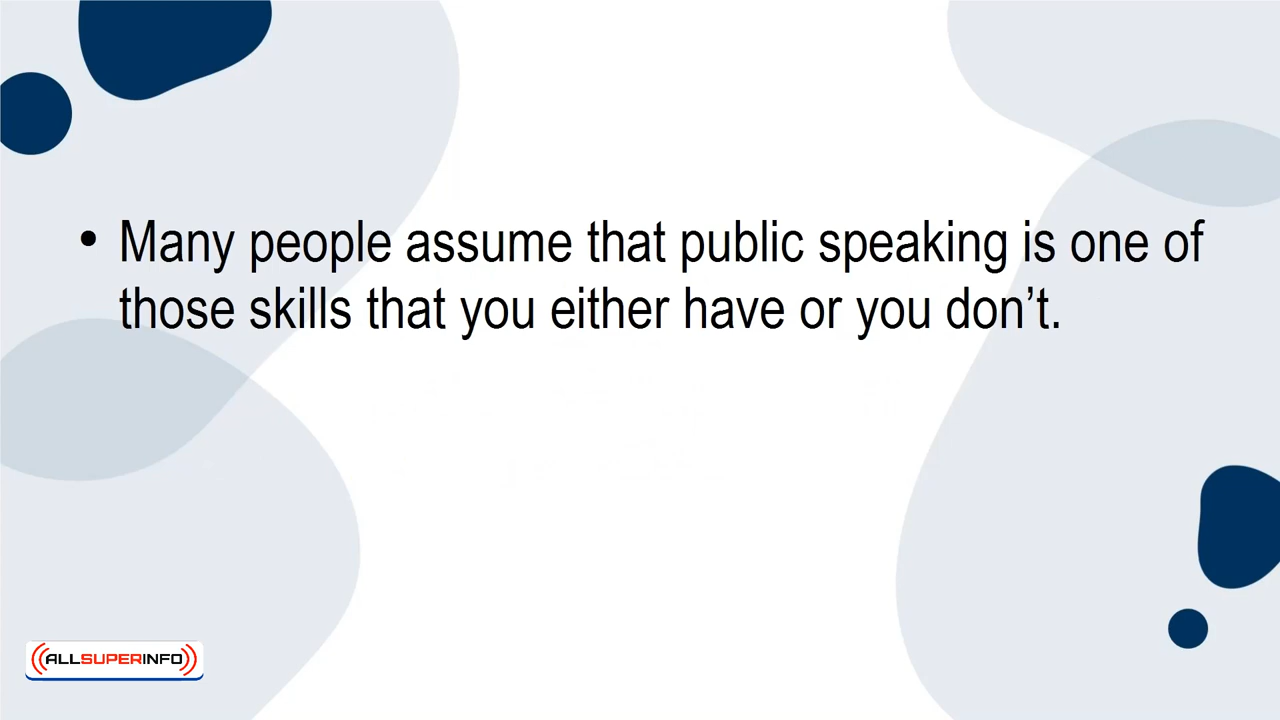 • Many people assume that public speaking is one of
those skills that you either have or you don’t.
ALLSUPERINFO